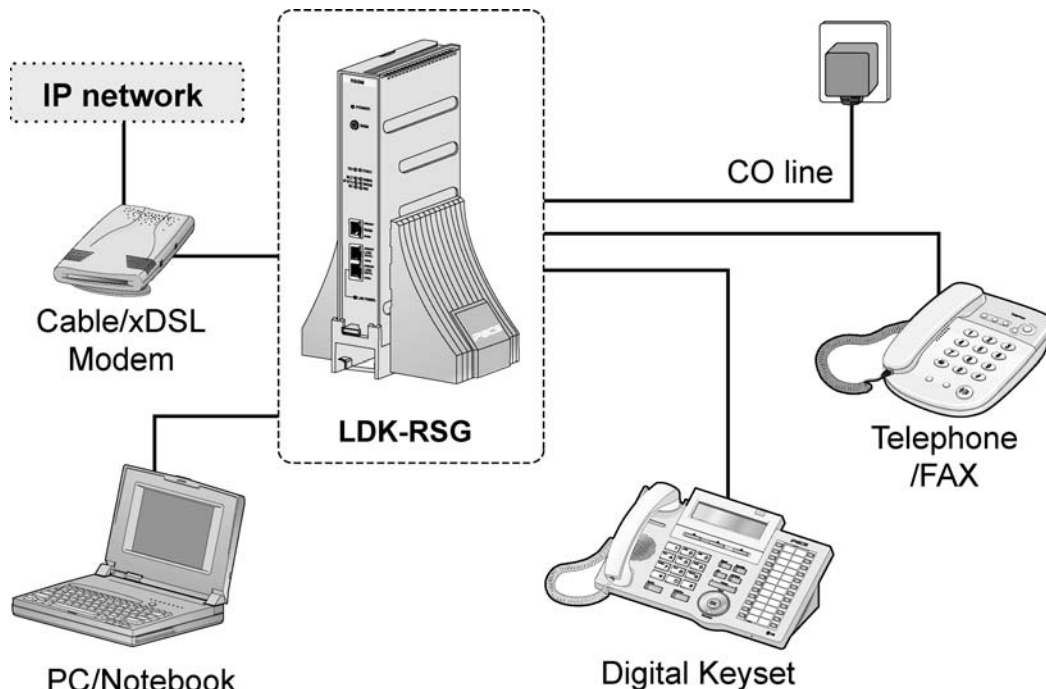 IP network
CO line
Cable/xDSL
Modem
LDK-RSG
Telephone
/FAX
PC/Notebook
Digital Keyset